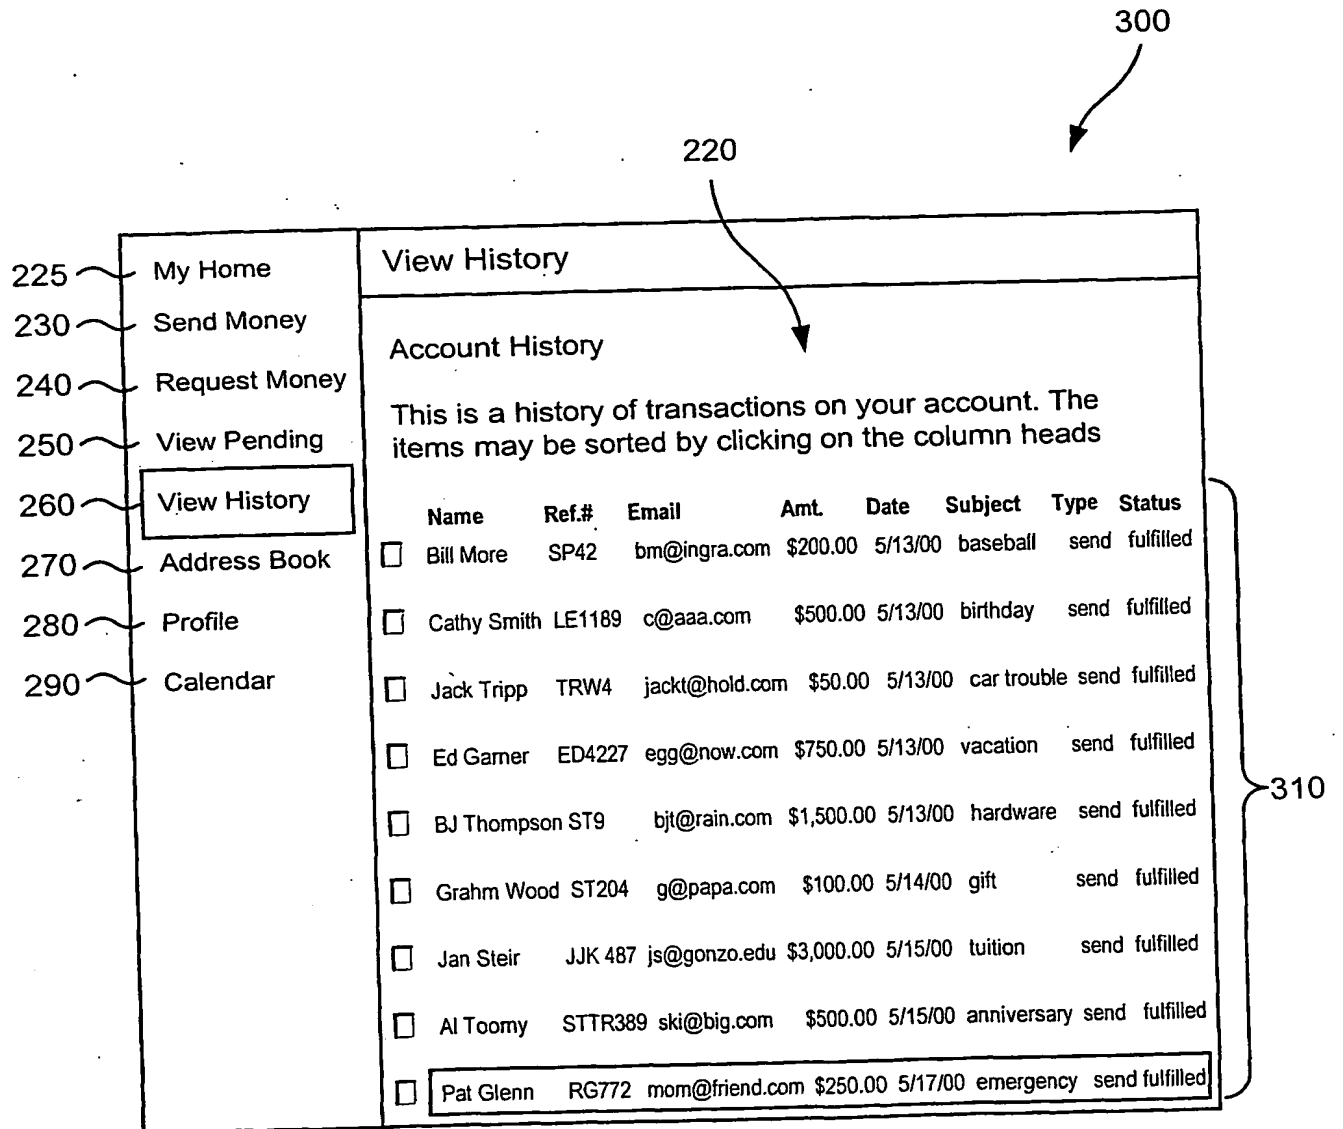 300
220
225 My Home
230 Send Money
240 Request Money
250 View Pending
260 View History
270 Address Book
280 Profile
290 Calendar
View History
Account History
This is a history of transactions on your account. The
items may be sorted by clicking on the column heads
Name Ref.# Email Amt. Date Subject Type Status
Bill More SP42 bm@ingra.com $200.00 5/13/00 baseball send fulfilled
Cathy Smith LE1189 c@aaa.com $500.00 5/13/00 birthday send fulfilled
Jack Tripp TRW4 jackt@hold.com $50.00 5/13/00 car trouble send fulfilled
Ed Garner ED4227 egg@now.com $750.00 5/13/00 vacation send fulfilled
BJ Thompson ST9 bjt@rain.com $1,500.00 5/13/00 hardware send fulfilled
Grahm Wood ST204 g@papa.com $100.00 5/14/00 gift send fulfilled
Jan Steir JJK 487 js@gonzo.edu $3,000.00 5/15/00 tuition send fulfilled
Al Toomy STTR389 ski@big.com $500.00 5/15/00 anniversary send fulfilled
Pat Glenn RG772 mom@friend.com $250.00 5/17/00 emergency send fulfilled
310